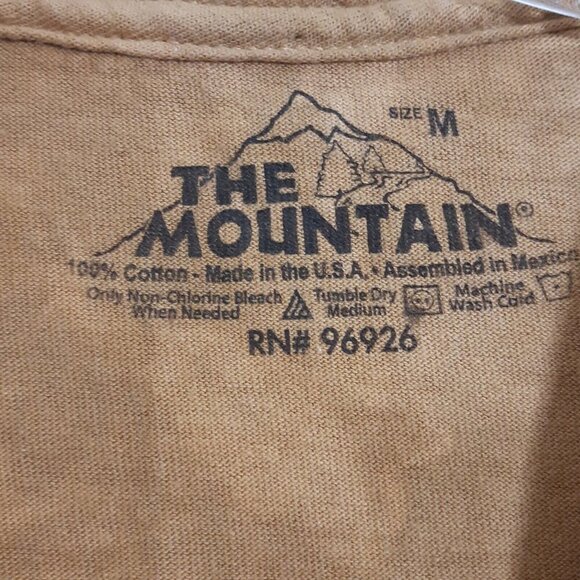 SIZE M
THE
MOUNTAIN®
100% Cotton · Made in the U.S.A. · Assembled in Mexico
Only Non-Chlorine Bleach When Needed
Tumble Dry Medium
Machine Wash Cold
RN# 96926